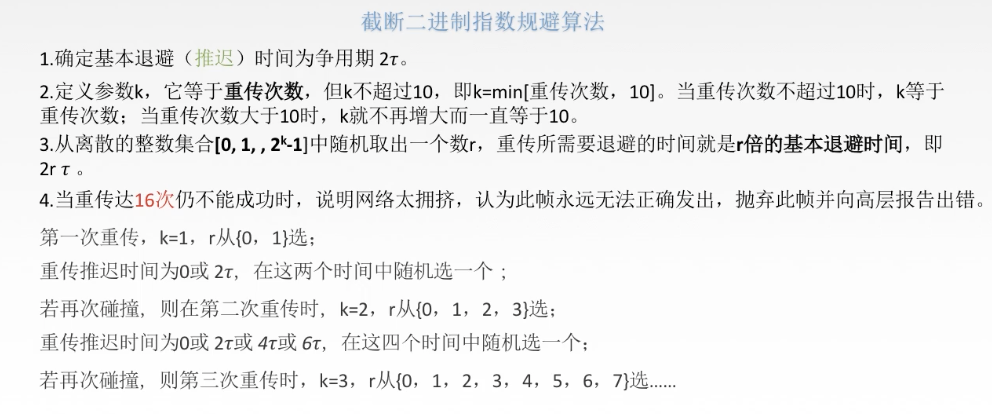 截断二进制指数规避算法
1.确定基本退避（推迟）时间为争用期 2τ。
2.定义参数k，它等于重传次数，但k不超过10，即k=min[重传次数，10]。当重传次数不超过10时，k等于
重传次数；当重传次数大于10时，k就不再增大而一直等于10。
3.从离散的整数集合[0, 1, , 2ᵏ-1]中随机取出一个数r，重传所需要退避的时间就是r倍的基本退避时间，即
2r τ 。
4.当重传达16次仍不能成功时，说明网络太拥挤，认为此帧永远无法正确发出，抛弃此帧并向高层报告出错。
第一次重传，k=1，r从{0，1}选；
重传推迟时间为0或 2τ，在这两个时间中随机选一个；
若再次碰撞，则在第二次重传时，k=2，r从{0，1，2，3}选；
重传推迟时间为0或 2τ或 4τ或 6τ，在这四个时间中随机选一个；
若再次碰撞，则第三次重传时，k=3，r从{0，1，2，3，4，5，6，7}选……